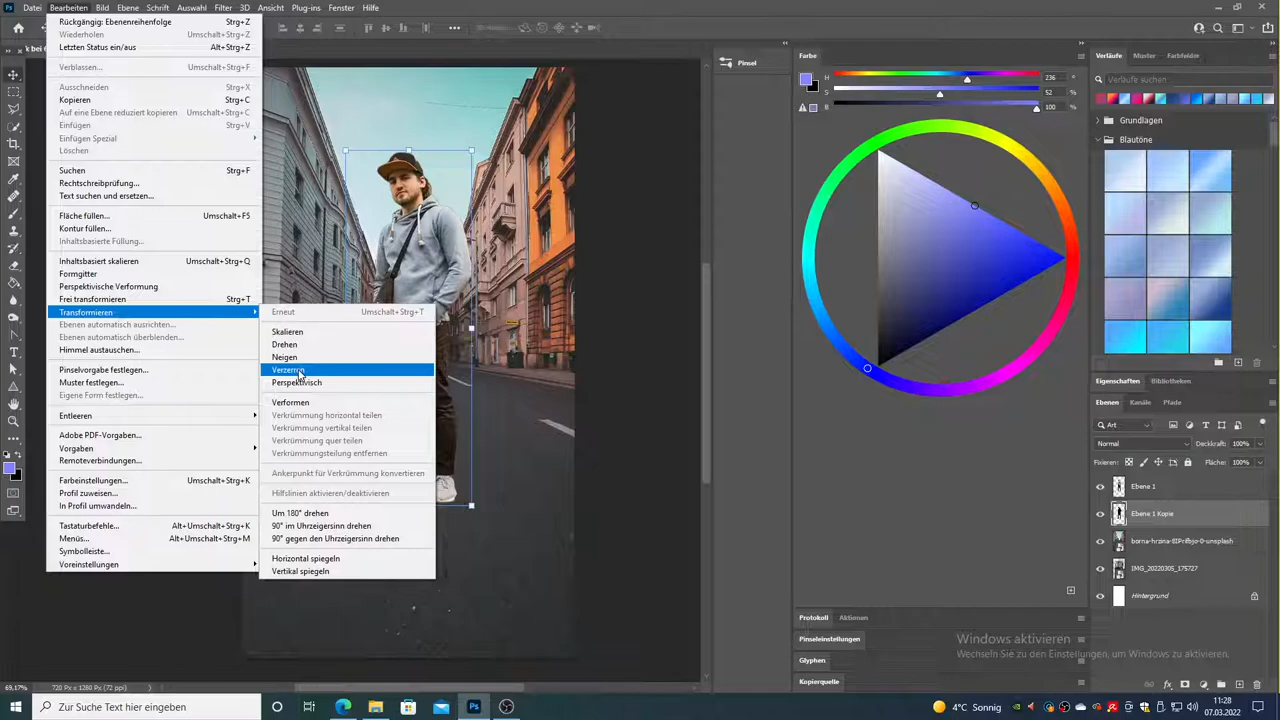 Datei Bearbeiten Bild Ebene Schrift Auswahl Filter 3D Ansicht Plug-ins Fenster Hilfe
Rückgängig: Ebenenreihenfolge Strg+Z
Wiederholen Umschalt+Strg+Z
Letzten Status ein/aus Alt+Strg+Z
Verblassen... Umschalt+Strg+F
Ausschneiden Strg+X
Kopieren Strg+C
Auf eine Ebene reduziert kopieren Umschalt+Strg+C
Einfügen Strg+V
Einfügen Spezial
Löschen
Suchen Strg+F
Rechtschreibprüfung...
Text suchen und ersetzen...
Fläche füllen... Umschalt+F5
Kontur füllen...
Inhaltsbasierte Füllung...
Inhaltsbasiert skalieren Umschalt+Strg+Q
Formgitter
Perspektivische Verformung
Frei transformieren Strg+T
Transformieren
Ebenen automatisch ausrichten...
Ebenen automatisch überblenden...
Himmel austauschen...
Pinselvorgabe festlegen...
Muster festlegen...
Eigene Form festlegen...
Entleeren
Adobe PDF-Vorgaben...
Vorgaben
Remoteverbindungen...
Farbeinstellungen... Umschalt+Strg+K
Profil zuweisen...
In Profil umwandeln...
Tastaturbefehle... Alt+Umschalt+Strg+K
Menüs... Alt+Umschalt+Strg+M
Symbolleiste...
Voreinstellungen
Erneut Umschalt+Strg+T
Skalieren
Drehen
Neigen
Verzerren
Perspektivisch
Verformen
Verkrümmung horizontal teilen
Verkrümmung vertikal teilen
Verkrümmung quer teilen
Verkrümmungsteilung entfernen
Ankerpunkt für Verkrümmung konvertieren
Hilfslinien aktivieren/deaktivieren
Um 180° drehen
90° im Uhrzeigersinn drehen
90° gegen den Uhrzeigersinn drehen
Horizontal spiegeln
Vertikal spiegeln
69,17% 720 Px x 1280 Px (72 ppi)
Pinsel
Farbe
H 236 °
S 52 %
B 100 %
Verläufe Muster Farbfelder
Verläufe suchen
Grundlagen
Blautöne
Eigenschaften Bibliotheken
Ebenen Kanäle Pfade
Art
Normal Deckkraft: 100%
Fixieren: Fläche: 100%
Ebene 1
Ebene 1 Kopie
IMG_20220305_175727
Hintergrund
Protokoll Aktionen
Pinseleinstellungen
Glyphen
Kopierquelle
Windows aktivieren
Wechseln Sie zu den Einstellungen, um Windows zu aktivieren.
Zur Suche Text hier eingeben
4°C Sonnig
11:28
07.03.2022